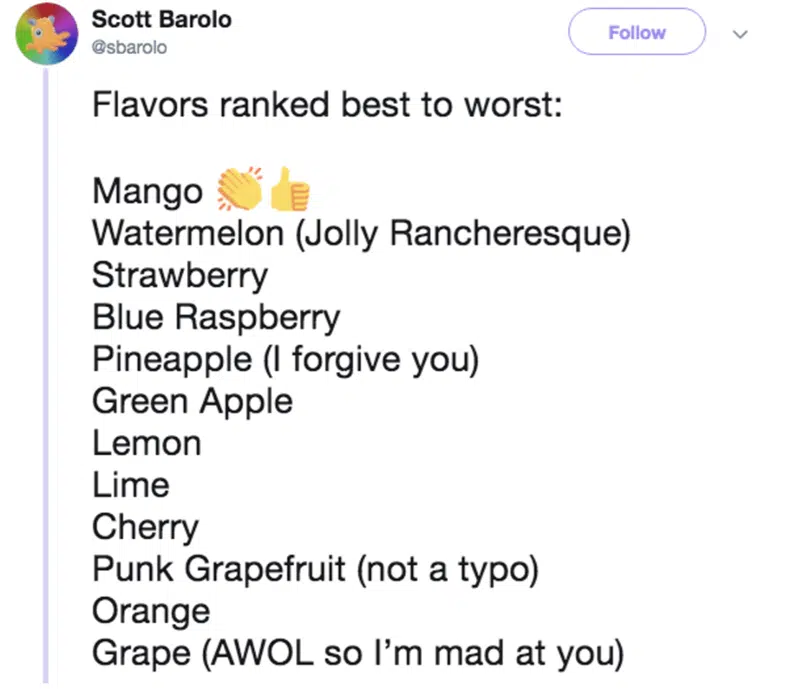 Scott Barolo
@sbarolo
Follow
Flavors ranked best to worst:
Mango 👏👍
Watermelon (Jolly Rancheresque)
Strawberry
Blue Raspberry
Pineapple (I forgive you)
Green Apple
Lemon
Lime
Cherry
Punk Grapefruit (not a typo)
Orange
Grape (AWOL so I'm mad at you)